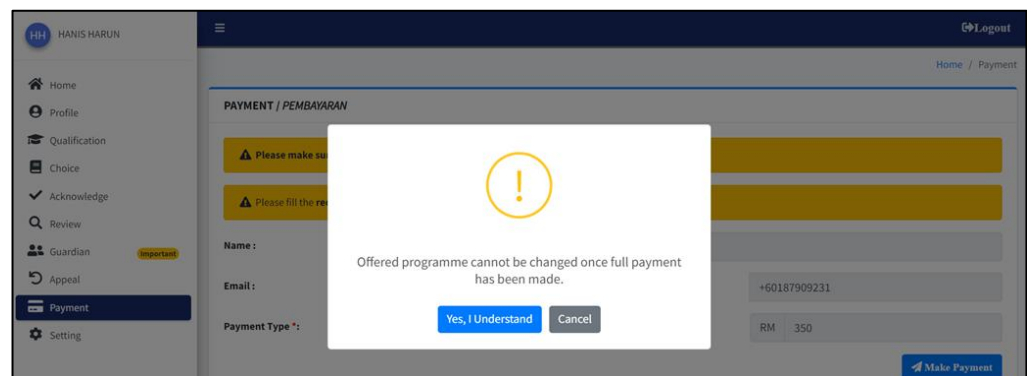 HH HANIS HARUN
Logout
Home / Payment
Home
Profile
Qualification
Choice
Acknowledge
Review
Guardian Important
Appeal
Payment
Setting
PAYMENT / PEMBAYARAN
Please make
Please fill the
Name :
Email :
+60187909231
Payment Type *:
RM 350
Make Payment
!
Offered programme cannot be changed once full payment
has been made.
Yes, I Understand Cancel